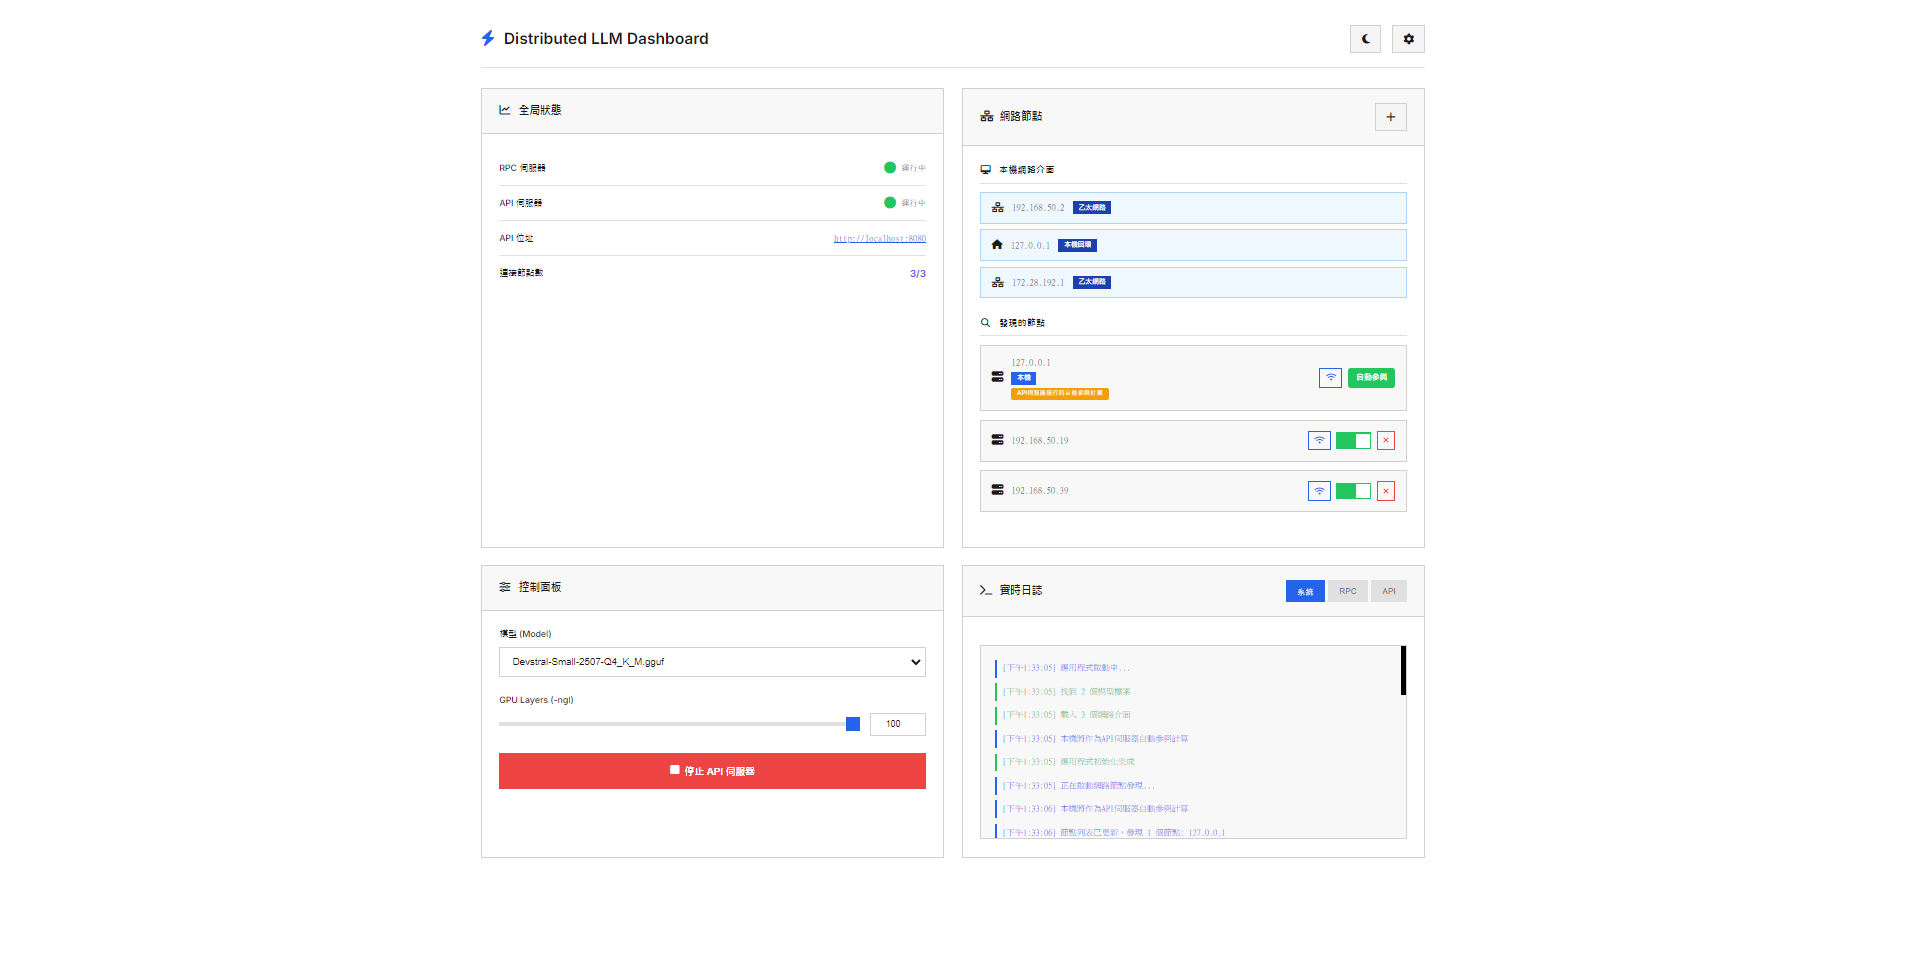 Distributed LLM Dashboard
全局狀態
RPC 伺服器
運行中
API 伺服器
運行中
API 位址
http://localhost:8080
連接節點數
3/3
網路節點
本機網路介面
192.168.50.2 乙太網路
127.0.0.1 本機回環
172.28.192.1 乙太網路
發現的節點
127.0.0.1
本機
API伺服器運行時自動參與計算
自動參與
192.168.50.19
192.168.50.39
控制面板
模型 (Model)
Devstral-Small-2507-Q4_K_M.gguf
GPU Layers (-ngl)
100
停止 API 伺服器
實時日誌
系統
RPC
API
[下午1:33:05] 應用程式啟動中...
[下午1:33:05] 找到 2 個模型檔案
[下午1:33:05] 載入 3 個網路介面
[下午1:33:05] 本機將作為API伺服器自動參與計算
[下午1:33:05] 應用程式初始化完成
[下午1:33:05] 正在啟動網路節點發現...
[下午1:33:06] 本機將作為API伺服器自動參與計算
[下午1:33:06] 節點列表已更新，發現 1 個節點: 127.0.0.1